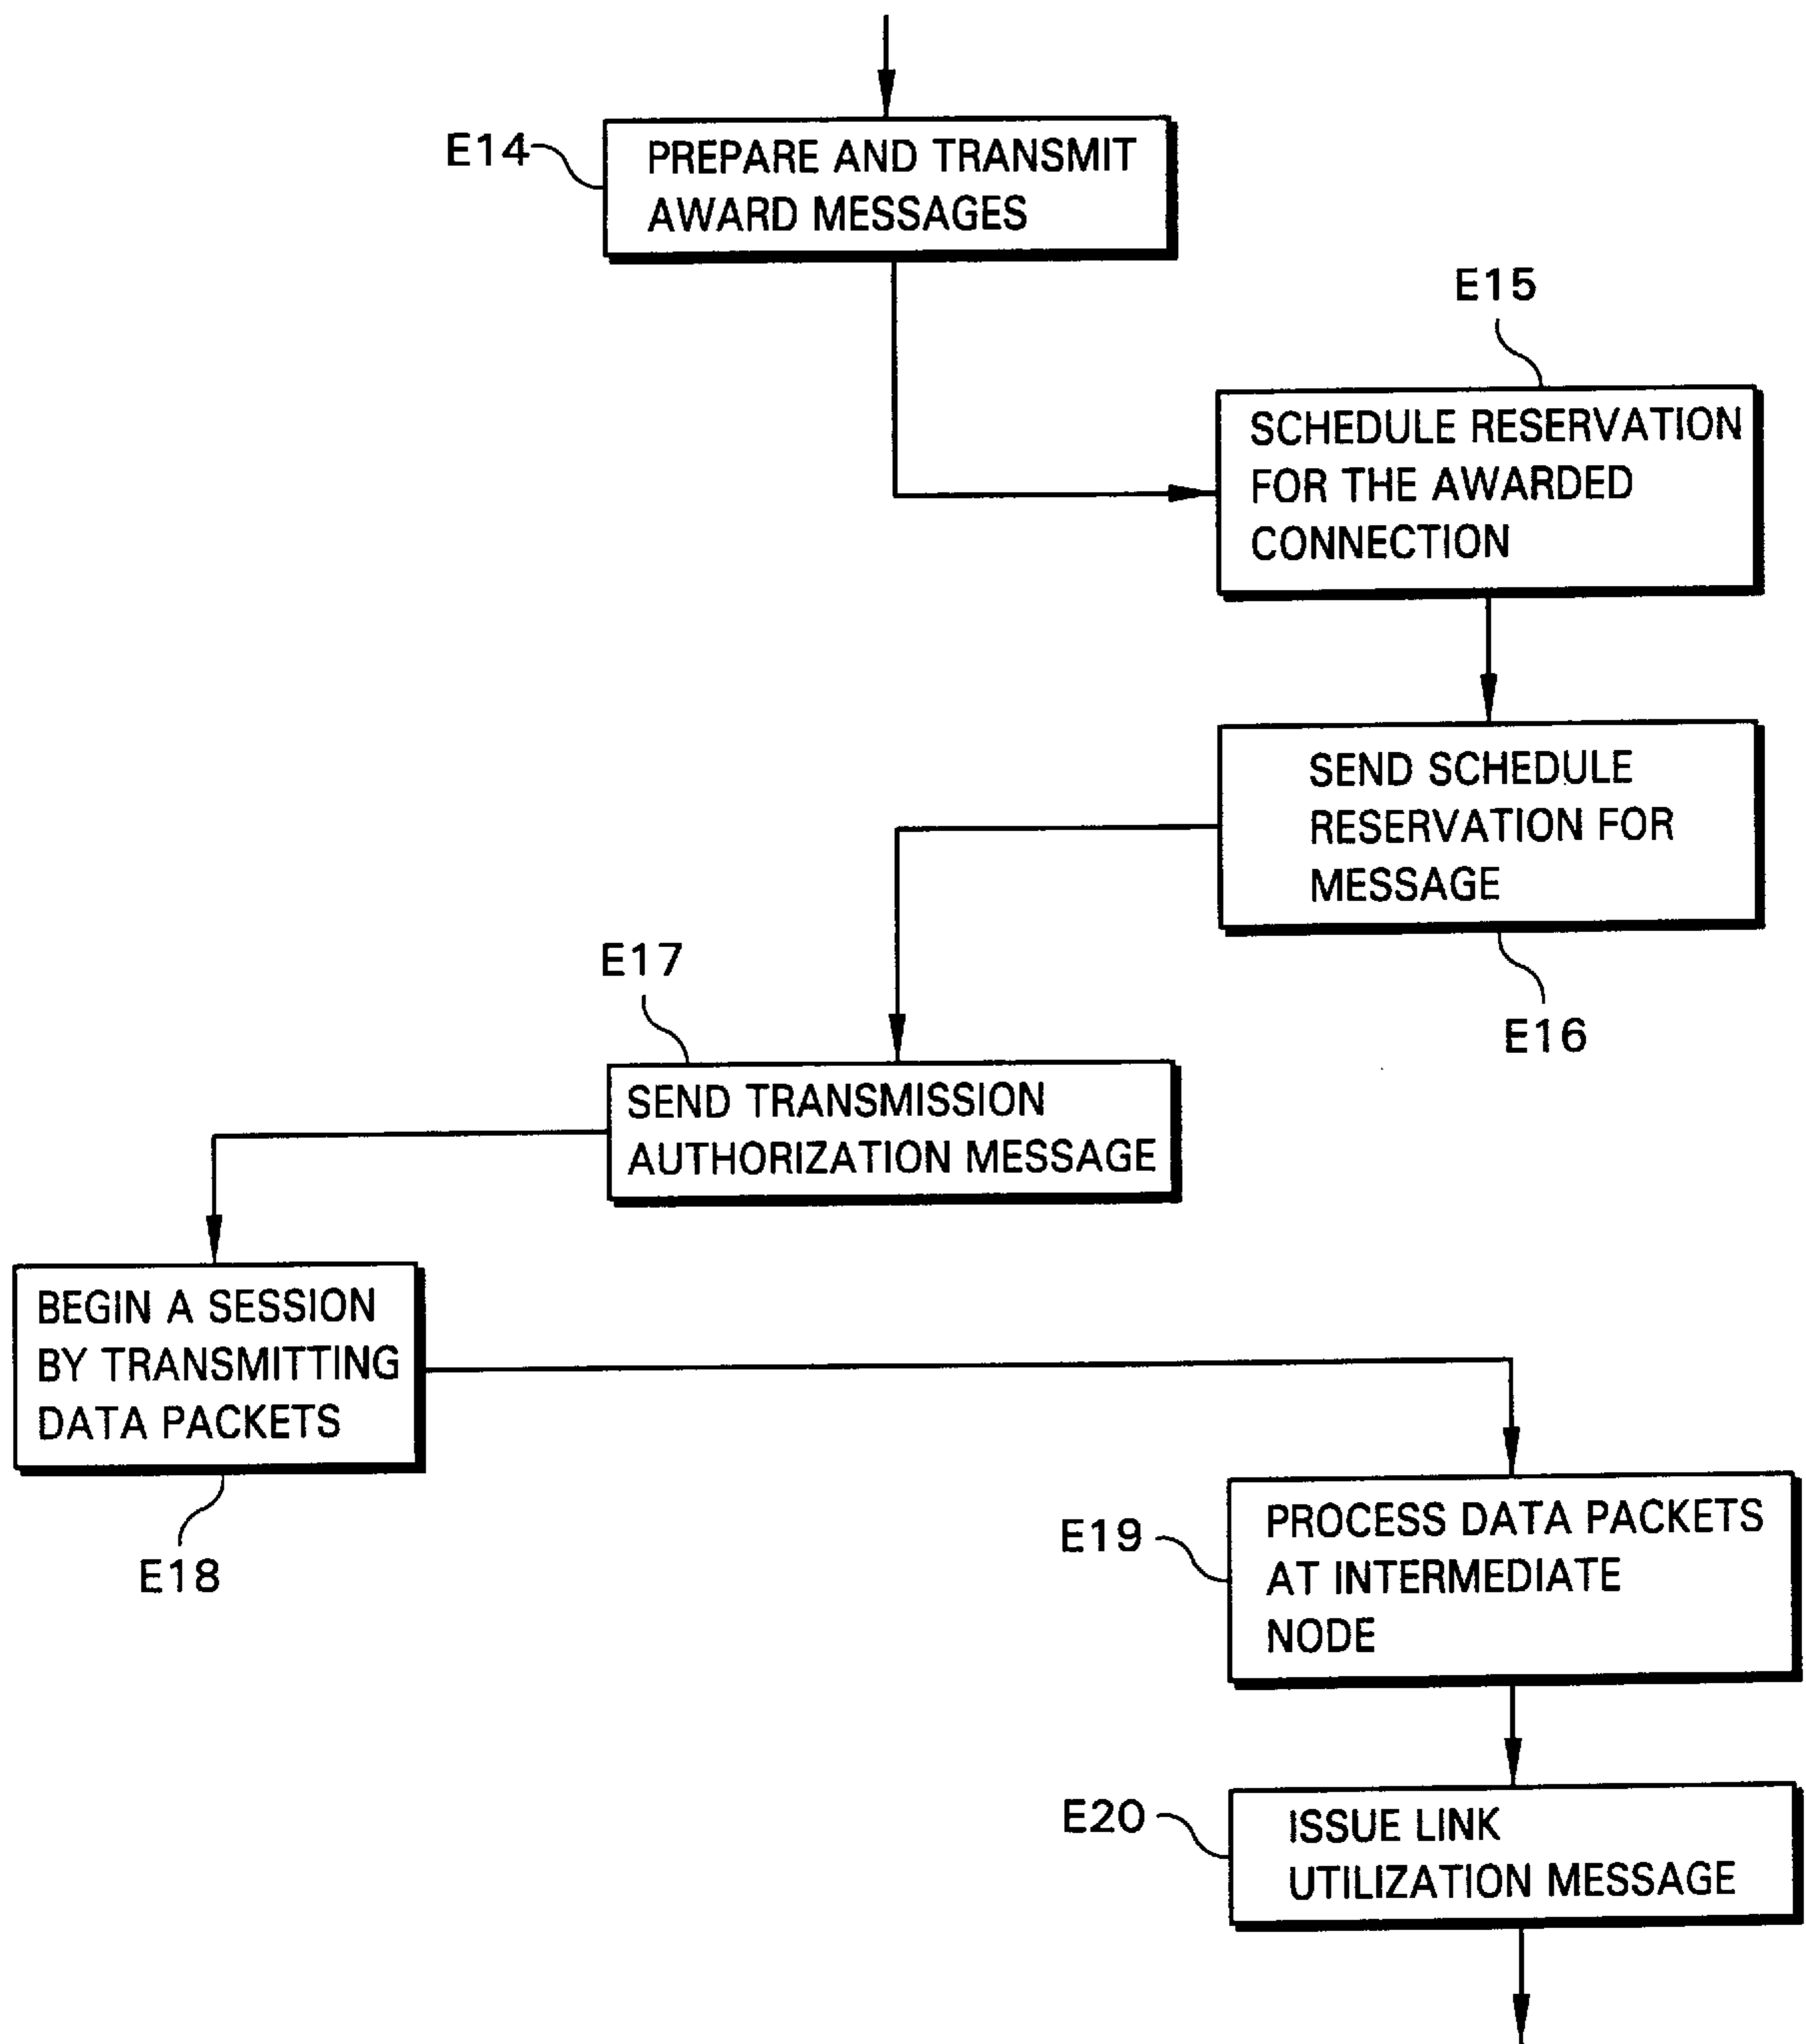 E14
PREPARE AND TRANSMIT
AWARD MESSAGES
E15
SCHEDULE RESERVATION
FOR THE AWARDED
CONNECTION
SEND SCHEDULE
RESERVATION FOR
MESSAGE
E16
E17
SEND TRANSMISSION
AUTHORIZATION MESSAGE
BEGIN A SESSION
BY TRANSMITTING
DATA PACKETS
E18
E19
PROCESS DATA PACKETS
AT INTERMEDIATE
NODE
E20
ISSUE LINK
UTILIZATION MESSAGE